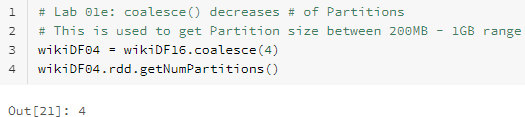 1 # Lab 01e: coalesce() decreases # of Partitions
2 # This is used to get Partition size between 200MB - 1GB range
3 wikiDF04 = wikiDF16.coalesce(4)
4 wikiDF04.rdd.getNumPartitions()
Out[21]: 4